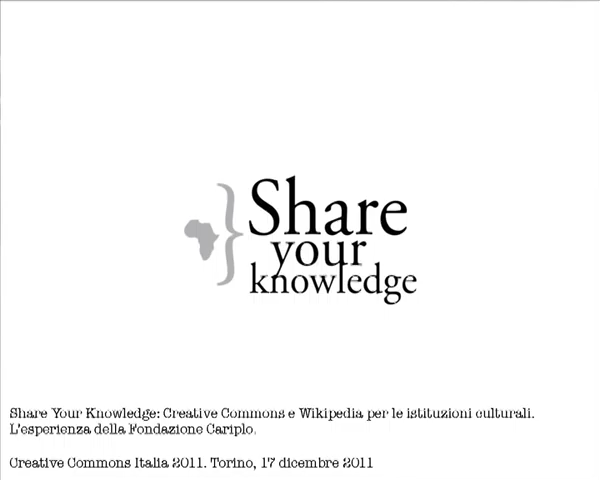 Share
your
knowledge
Share Your Knowledge: Creative Commons e Wikipedia per le istituzioni culturali.
L'esperienza della Fondazione Cariplo.
Creative Commons Italia 2011. Torino, 17 dicembre 2011